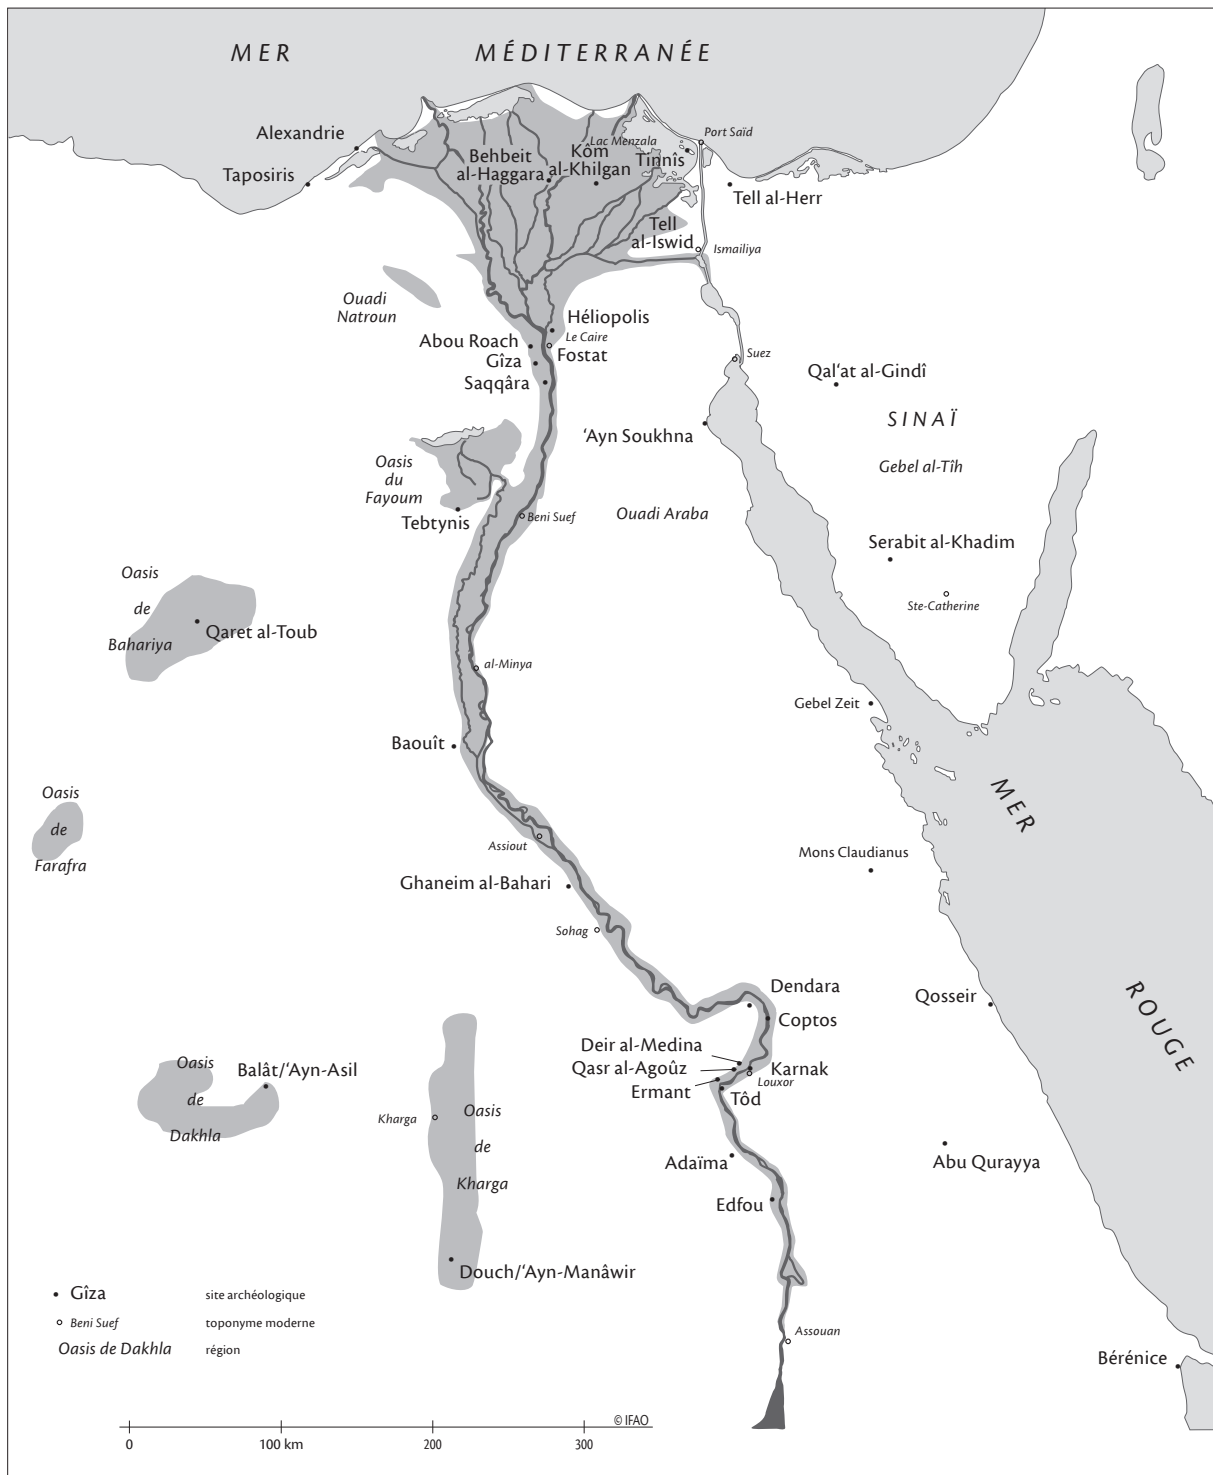 MER MÉDITERRANÉE
Alexandrie
Taposiris
Behbeit
al-Haggara
Lac Menzala
Kôm
al-Khilgan
Tinnîs
Port Saïd
Tell al-Herr
Tell
al-Iswid
Ismailiya
Ouadi
Natroun
Héliopolis
Le Caire
Fostat
Abou Roach
Gîza
Saqqâra
Suez
Qal‘at al-Gindî
SINAÏ
‘Ayn Soukhna
Gebel al-Tîh
Oasis
du
Fayoum
Tebtynis
Beni Suef
Ouadi Araba
Serabit al-Khadim
Ste-Catherine
Oasis
de
Bahariya
Qaret al-Toub
al-Minya
Gebel Zeit
Baouît
Oasis
de
Farafra
MER
ROUGE
Assiout
Mons Claudianus
Ghaneim al-Bahari
Sohag
Dendara
Coptos
Qosseir
Deir al-Medina
Qasr al-Agoûz
Ermant
Karnak
Louxor
Tôd
Oasis
de
Dakhla
Balât/‘Ayn-Asil
Kharga
Oasis
de
Kharga
Adaïma
Abu Qurayya
Edfou
Douch/‘Ayn-Manâwir
Assouan
Bérénice
Gîza site archéologique
Beni Suef toponyme moderne
Oasis de Dakhla région
© IFAO
0 100 km 200 300